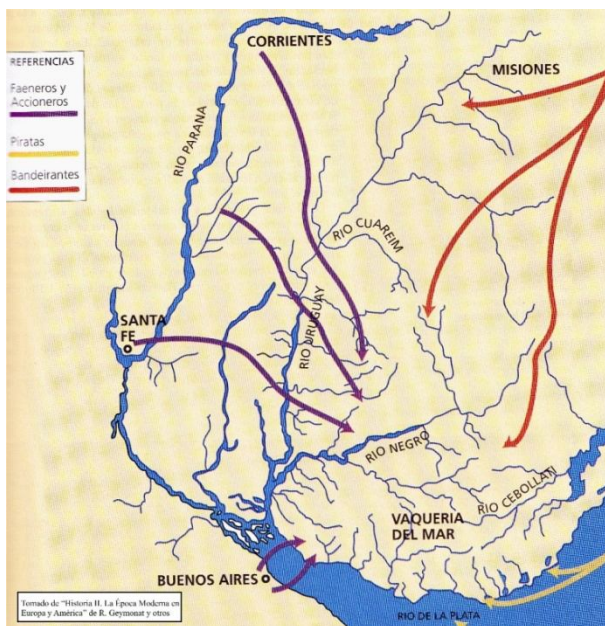 REFERENCIAS
Faeneros y
Accioneros
Piratas
Bandeirantes
CORRIENTES
MISIONES
RIO PARANA
RIO CUAREIM
RIO URUGUAY
SANTA
FE
RIO NEGRO
RIO CEBOLLATI
VAQUERIA
DEL MAR
BUENOS AIRES
RIO DE LA PLATA
Tomado de "Historia II. La Época Moderna en
Europa y América" de R. Geymonat y otros